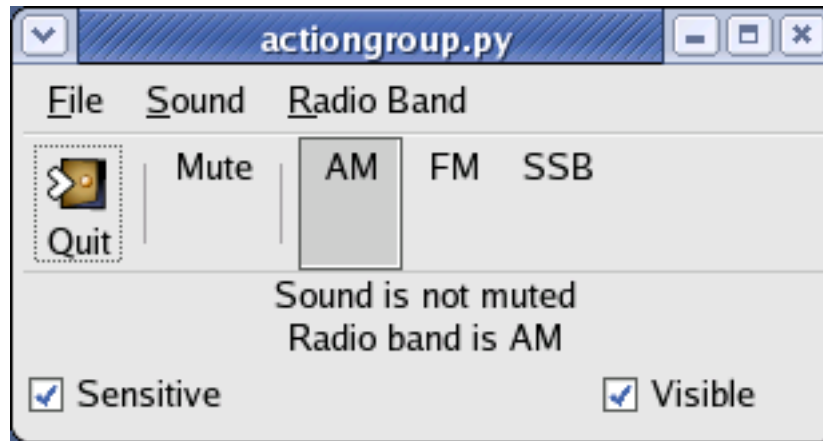 actiongroup.py
File Sound Radio Band
Mute AM FM SSB
Quit
Sound is not muted
Radio band is AM
Sensitive Visible